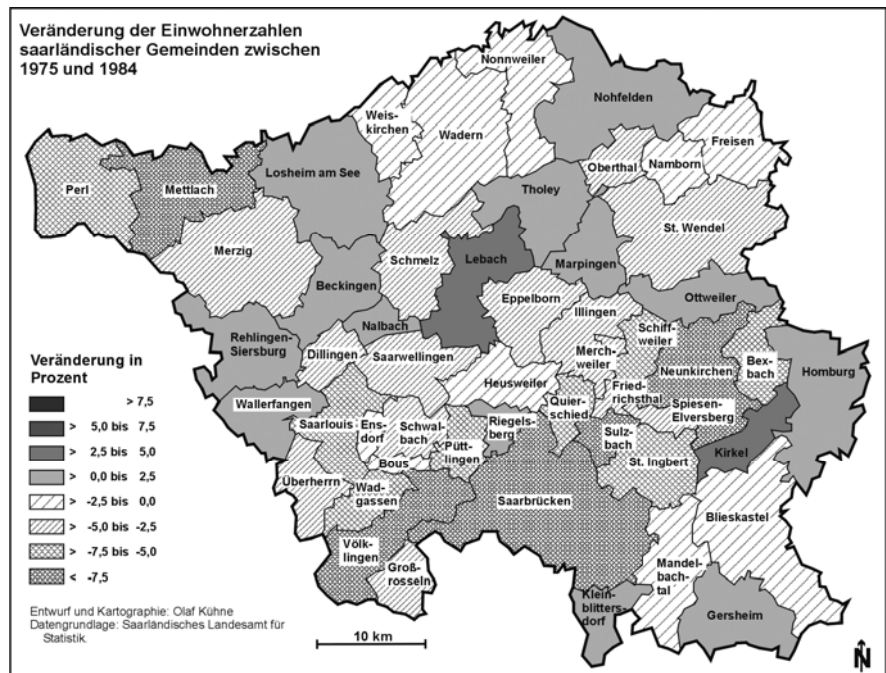 Veränderung der Einwohnerzahlen
saarländischer Gemeinden zwischen
1975 und 1984
Nonnweiler
Nohfelden
Weis-
kirchen
Wadern
Freisen
Oberthal
Namborn
Perl
Mettlach
Losheim am See
Tholey
St. Wendel
Merzig
Schmelz
Lebach
Marpingen
Beckingen
Eppelborn
Ottweiler
Illingen
Rehlingen-
Siersburg
Nalbach
Schiff-
weiler
Dillingen
Saarwellingen
Merch-
weiler
Neunkirchen
Bex-
bach
Homburg
Heusweiler
Fried-
richsthal
Wallerfangen
Quier-
schied
Spiesen-
Elversberg
Saarlouis
Ens-
dorf
Schwal-
bach
Riegels-
berg
Sulz-
bach
Pütt-
lingen
Kirkel
Bous
St. Ingbert
Überherrn
Wad-
gassen
Saarbrücken
Blieskastel
Völk-
lingen
Groß-
rosseln
Mandel-
bach-
tal
Klein-
blitters-
dorf
Gersheim
Veränderung in
Prozent
> 7,5
> 5,0 bis 7,5
> 2,5 bis 5,0
> 0,0 bis 2,5
> -2,5 bis 0,0
> -5,0 bis -2,5
> -7,5 bis -5,0
< -7,5
Entwurf und Kartographie: Olaf Kühne
Datengrundlage: Saarländisches Landesamt für
Statistik.
10 km
N